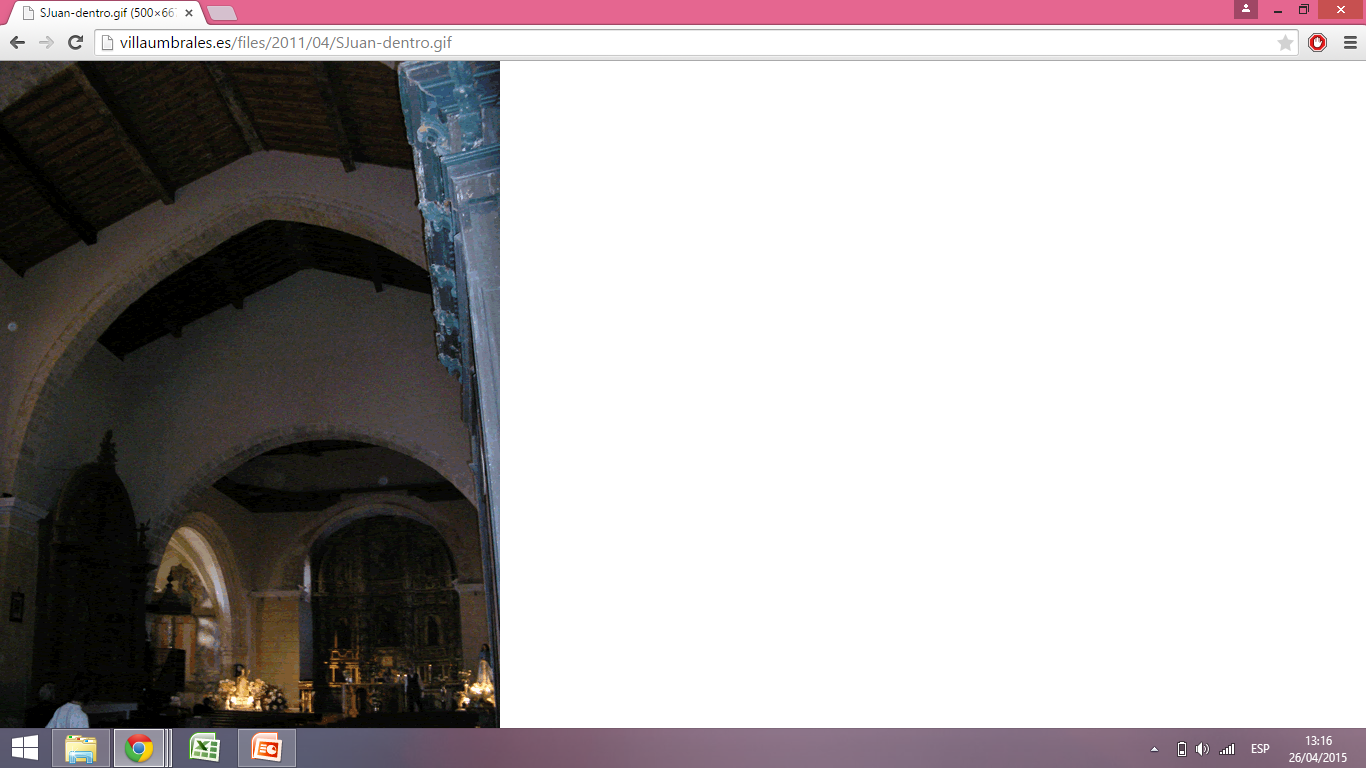 SJuan-dentro.gif (500×66
villaumbrales.es/files/2011/04/SJuan-dentro.gif
ESP
13:16
26/04/2015